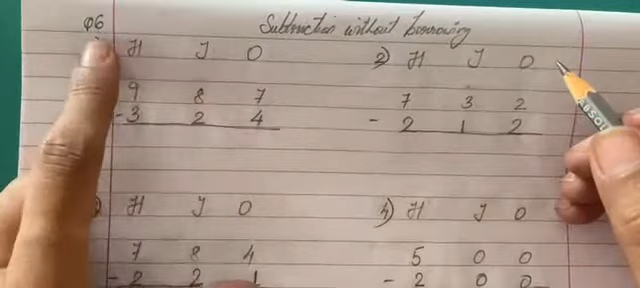 Q6 Subtraction without borrowing
H T O
9 8 7
- 3 2 4
2) H T O
7 3 2
- 2 1 2
) H T O
7 8 4
- 2 2 1
4) H T O
5 0 0
- 2 0 0